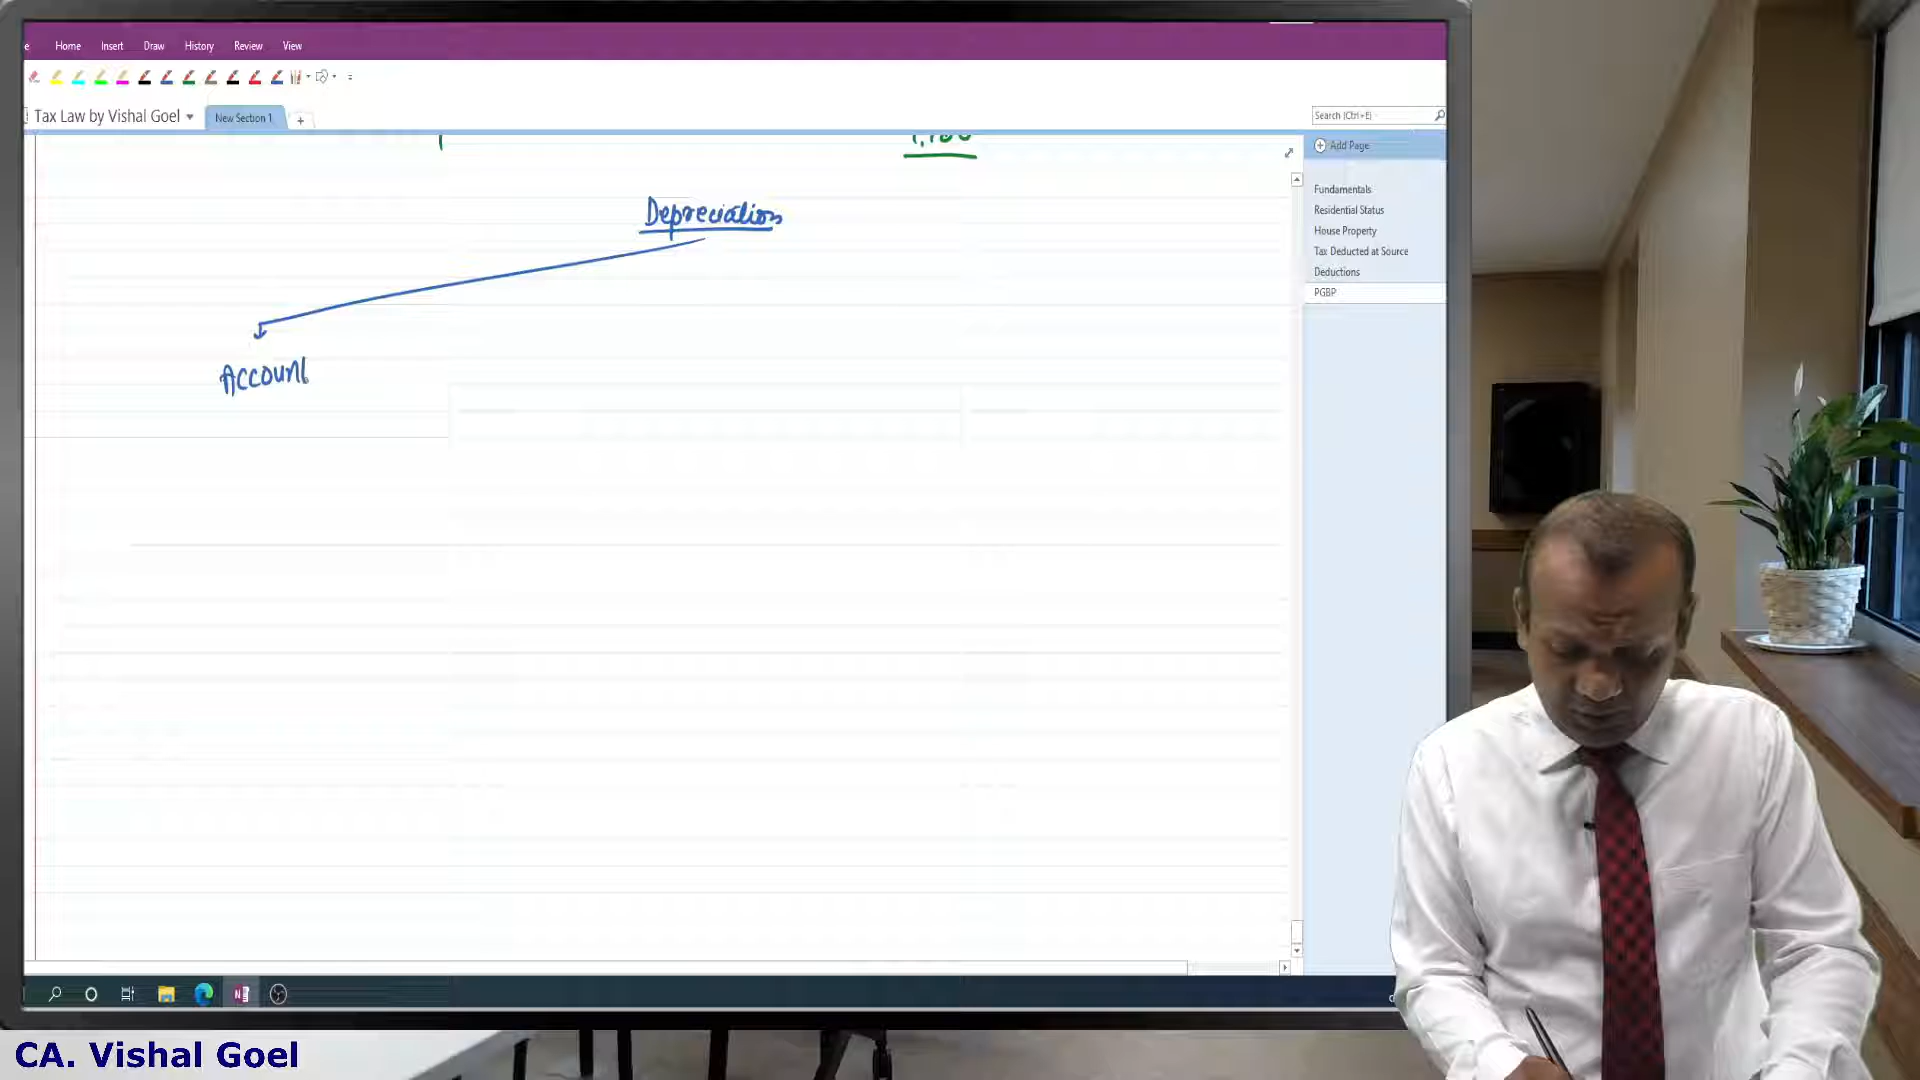 Home Insert Draw History Review View
Tax Law by Vishal Goel New Section 1
Search (Ctrl+E)
Add Page
Fundamentals
Residential Status
House Property
Tax Deducted at Source
Deductions
PGBP
Depreciation
Account
CA. Vishal Goel